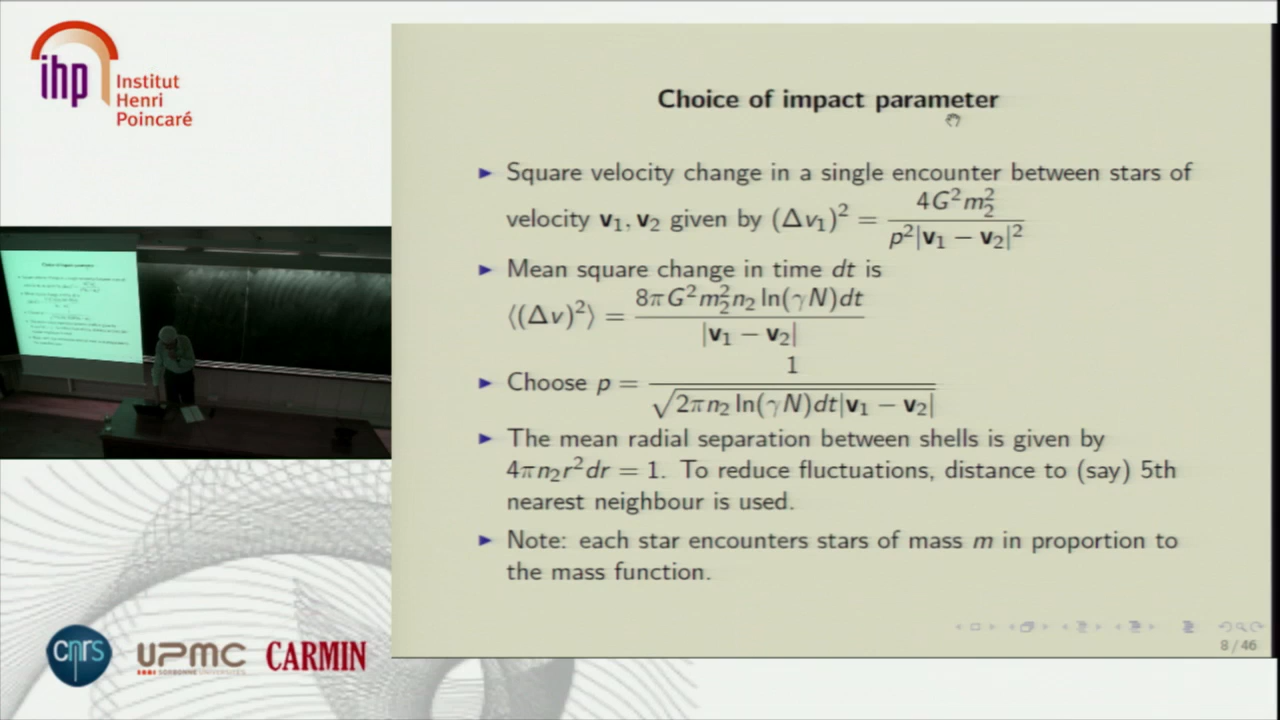 ihp
Institut
Henri
Poincaré
Choice of impact parameter
▶ Square velocity change in a single encounter between stars of
velocity v₁, v₂ given by (Δv₁)² = 4G²m₂² / p²|v₁ − v₂|²
▶ Mean square change in time dt is
⟨(Δv)²⟩ = 8πG²m₂²n₂ ln(γN)dt / |v₁ − v₂|
▶ Choose p = 1 / √(2πn₂ ln(γN)dt|v₁ − v₂|)
▶ The mean radial separation between shells is given by
4πn₂r²dr = 1. To reduce fluctuations, distance to (say) 5th
nearest neighbour is used.
▶ Note: each star encounters stars of mass m in proportion to
the mass function.
8 / 46
cnrs
UPMC
SORBONNE UNIVERSITÉS
CARMIN